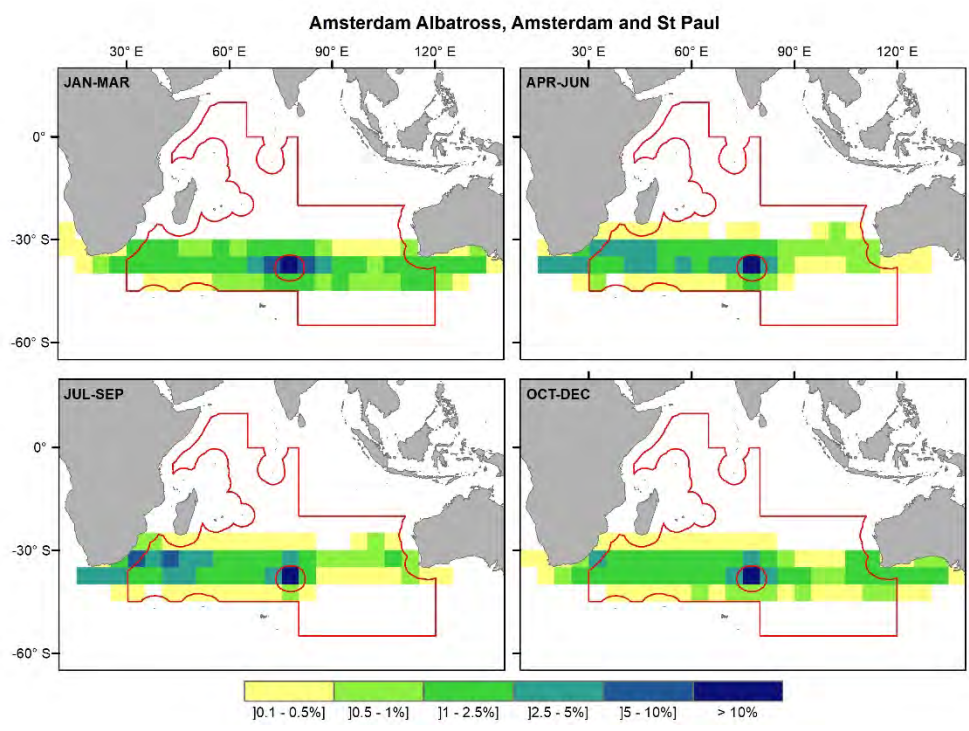 Amsterdam Albatross, Amsterdam and St Paul
30° E 60° E 90° E 120° E 30° E 60° E 90° E 120° E
JAN-MAR APR-JUN
0°
-30° S
-60° S
JUL-SEP OCT-DEC
0°
-30° S
-60° S
]0.1 - 0.5%] ]0.5 - 1%] ]1 - 2.5%] ]2.5 - 5%] ]5 - 10%] > 10%